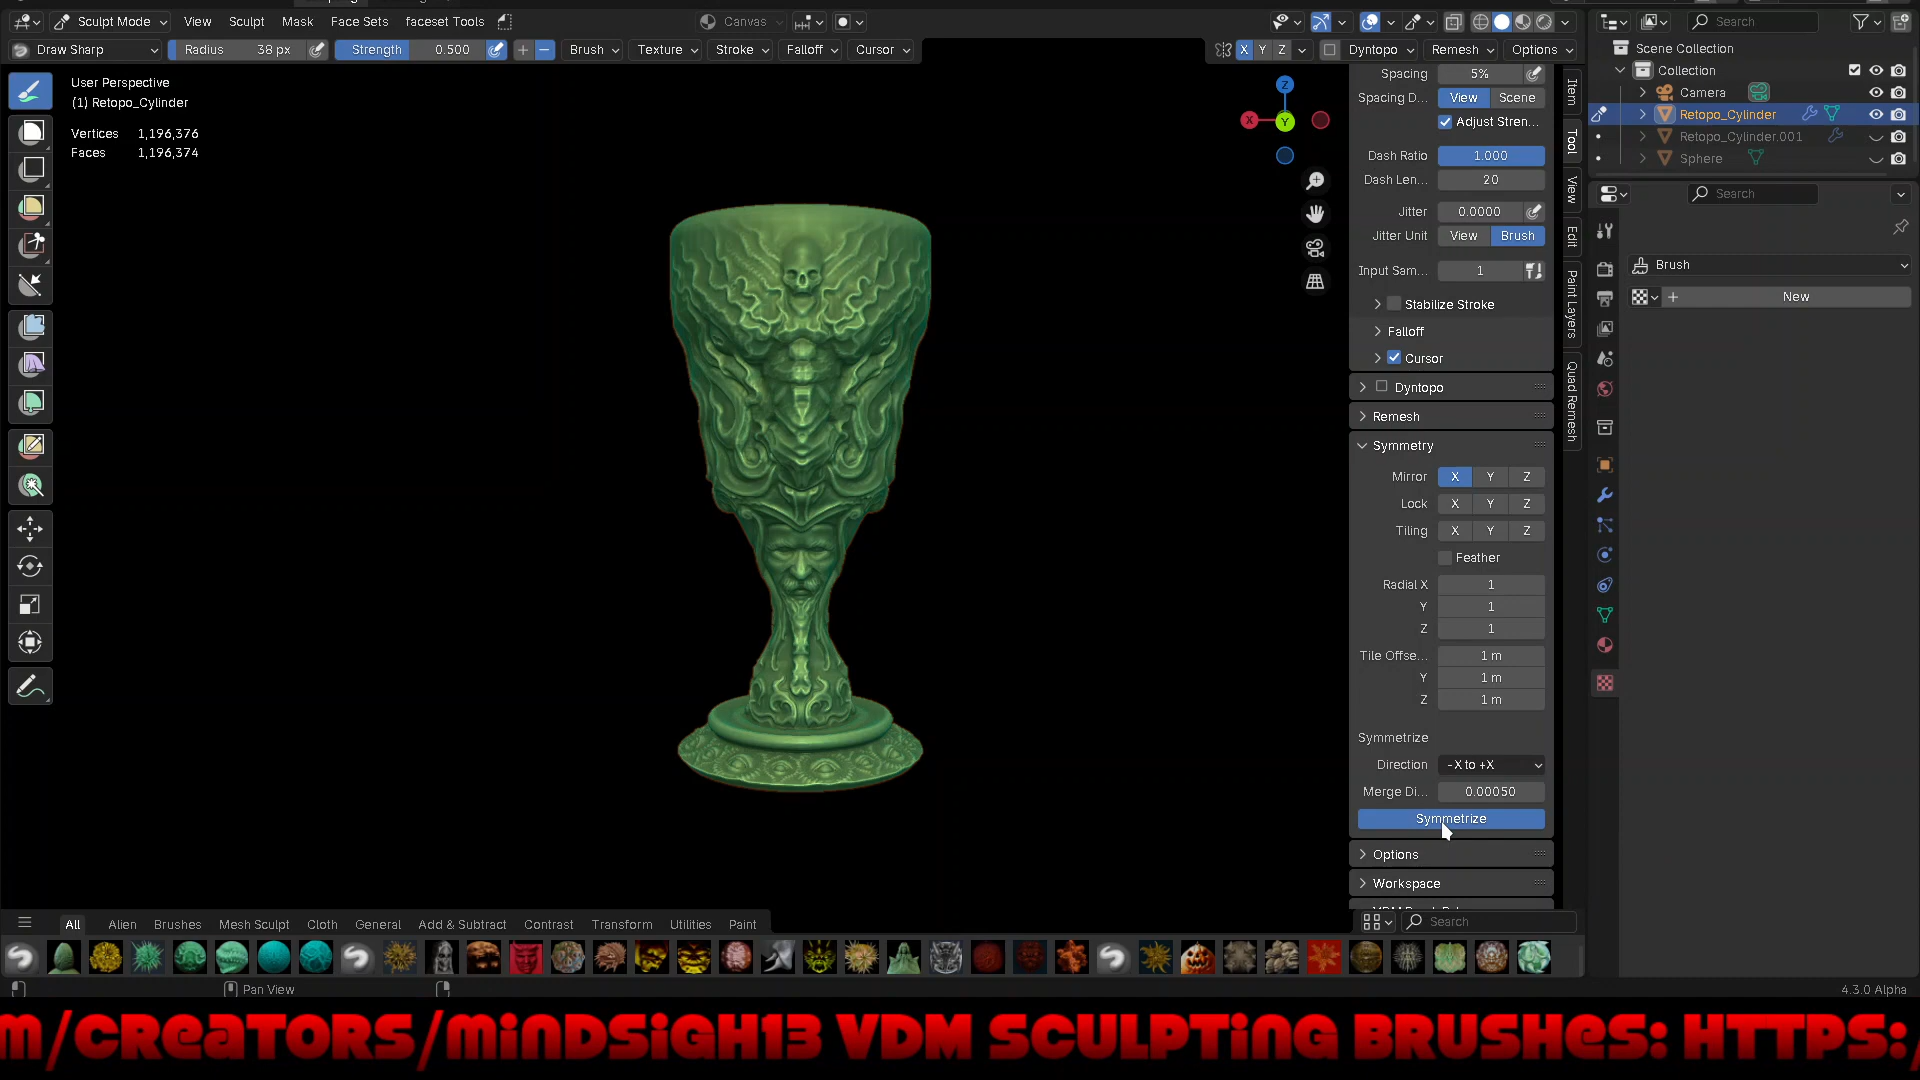 Sculpt Mode View Sculpt Mask Face Sets faceset Tools Canvas
Draw Sharp Radius 38 px Strength 0.500 Brush Texture Stroke Falloff Cursor X Y Z Dyntopo Remesh Options
User Perspective
(1) Retopo_Cylinder
Vertices 1,196,376
Faces 1,196,374
Z
X
Y
Spacing 5%
Spacing D... View Scene
Adjust Stren...
Dash Ratio 1.000
Dash Len... 20
Jitter 0.0000
Jitter Unit View Brush
Input Sam... 1
Stabilize Stroke
Falloff
Cursor
Dyntopo
Remesh
Symmetry
Mirror X Y Z
Lock X Y Z
Tiling X Y Z
Feather
Radial X 1
Y 1
Z 1
Tile Offse... 1 m
Y 1 m
Z 1 m
Symmetrize
Direction -X to +X
Merge Di... 0.00050
Symmetrize
Options
Workspace
Item
Tool
View
Edit
Paint Layers
Quad Remesh
Search
Scene Collection
Collection
Camera
Retopo_Cylinder
Retopo_Cylinder.001
Sphere
Search
Brush
New
All Alien Brushes Mesh Sculpt Cloth General Add & Subtract Contrast Transform Utilities Paint Search
Pan View 4.3.0 Alpha
m/creators/mindsigh13 VDM Sculpting Brushes: https:/